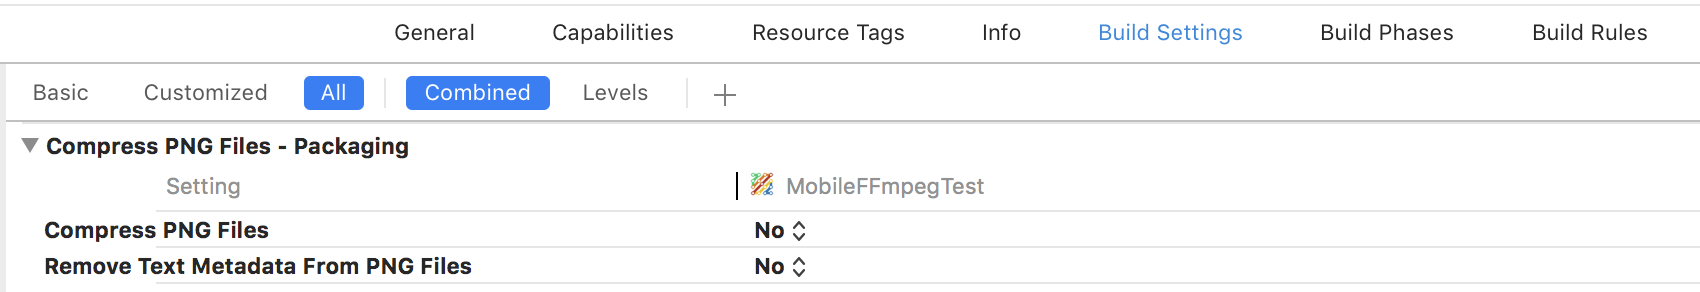 General Capabilities Resource Tags Info Build Settings Build Phases Build Rules
Basic Customized All Combined Levels +
Compress PNG Files - Packaging
Setting MobileFFmpegTest
Compress PNG Files No
Remove Text Metadata From PNG Files No